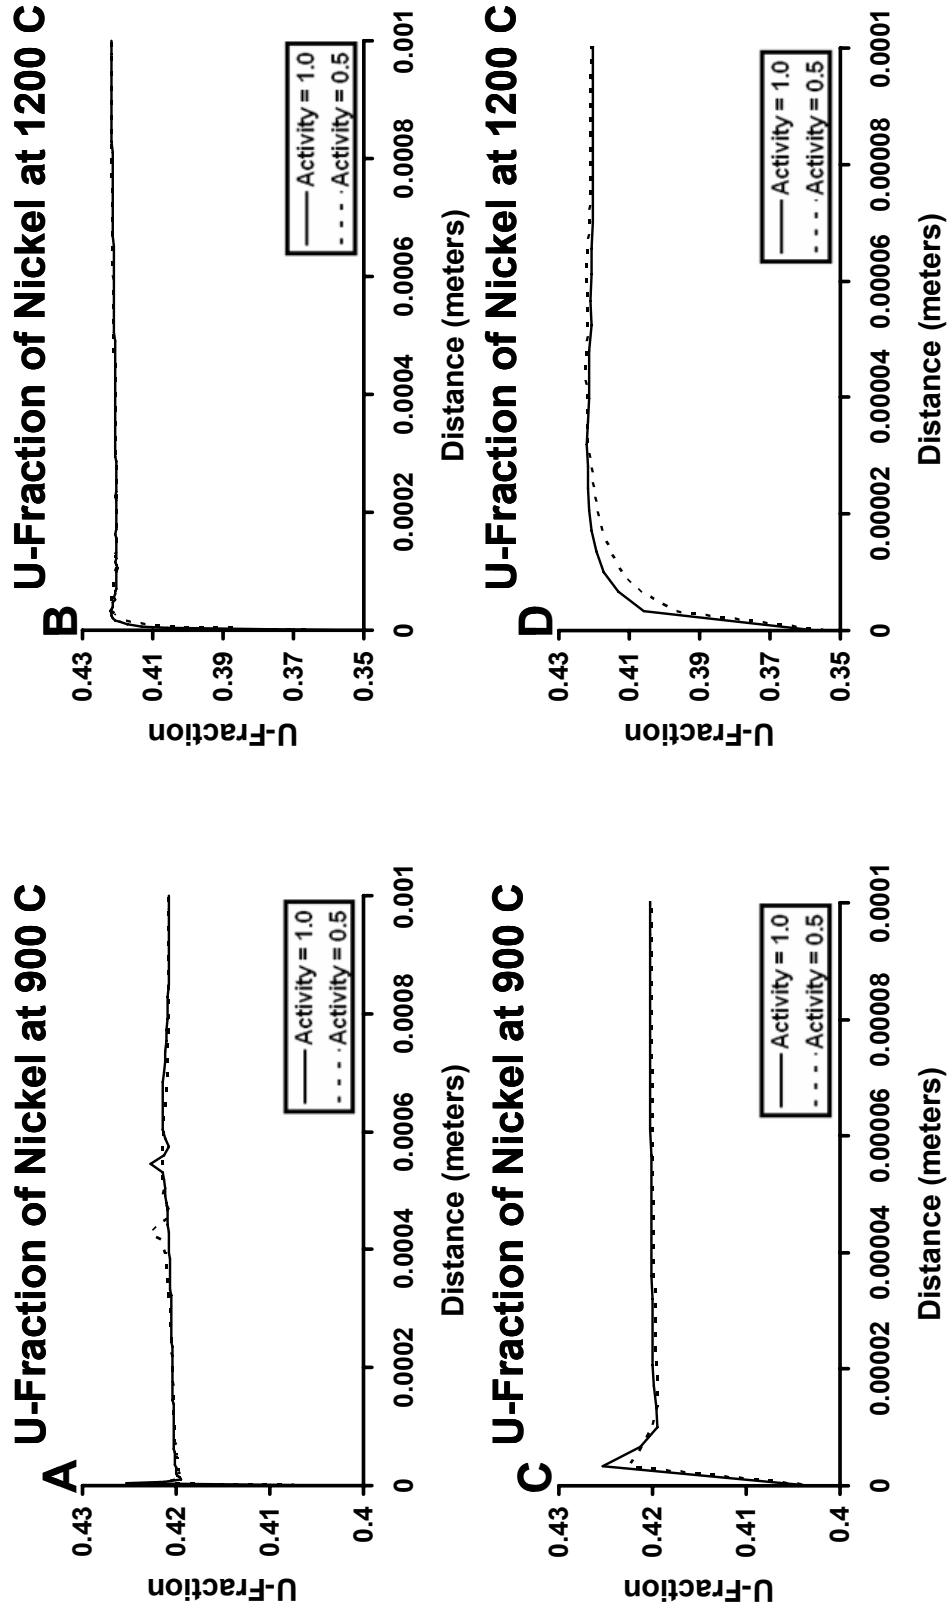 A
U-Fraction of Nickel at 900 C
U-Fraction
0.43
0.42
0.41
0.4
0
0.0002
0.0004
0.0006
0.0008
0.001
Distance (meters)
Activity = 1.0
Activity = 0.5
B
U-Fraction of Nickel at 1200 C
U-Fraction
0.43
0.41
0.39
0.37
0.35
0
0.0002
0.0004
0.0006
0.0008
0.001
Distance (meters)
Activity = 1.0
Activity = 0.5
C
U-Fraction of Nickel at 900 C
U-Fraction
0.43
0.42
0.41
0.4
0
0.00002
0.00004
0.00006
0.00008
0.0001
Distance (meters)
Activity = 1.0
Activity = 0.5
D
U-Fraction of Nickel at 1200 C
U-Fraction
0.43
0.41
0.39
0.37
0.35
0
0.00002
0.00004
0.00006
0.00008
0.0001
Distance (meters)
Activity = 1.0
Activity = 0.5